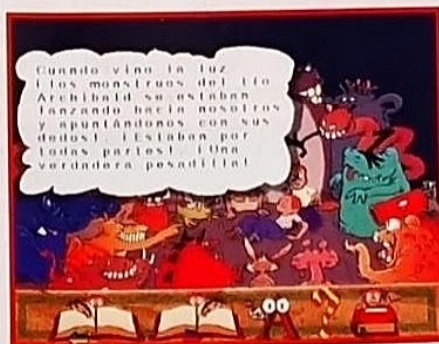 Cuando vino la luz
¡los monstruos del tío
Archibald se estaban
lanzando hacia nosotros
y apuntándonos con sus
dedos!. ¡Estaban por
todas partes!. ¡Una
verdadera pesadilla!